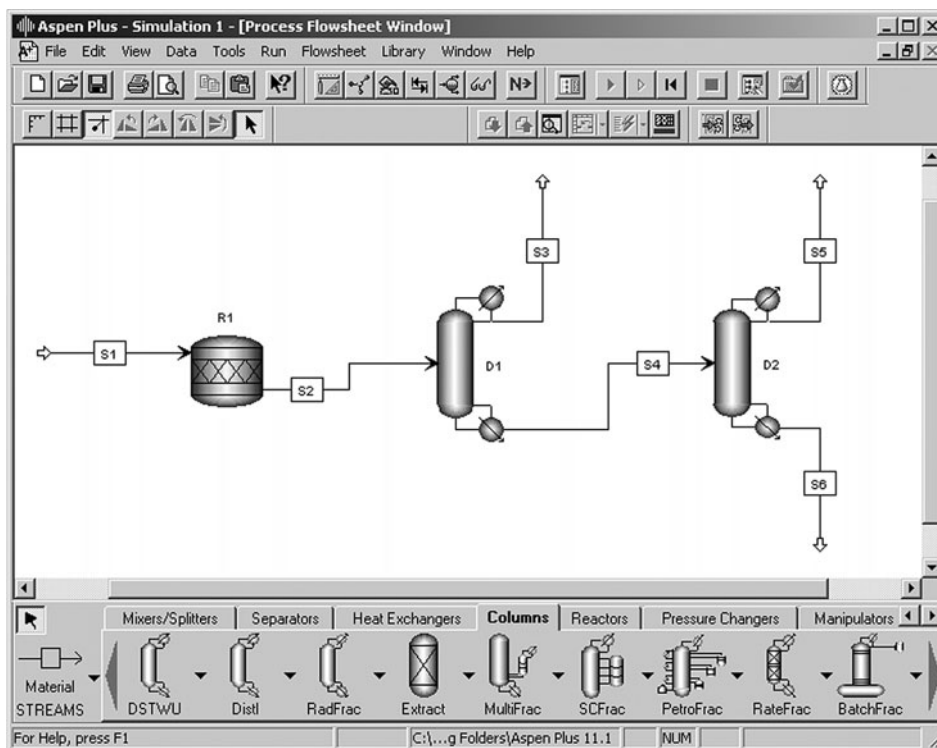 Aspen Plus - Simulation 1 - [Process Flowsheet Window]
File Edit View Data Tools Run Flowsheet Library Window Help
N»
S3
S5
R1
S1
S2
D1
S4
D2
S6
Mixers/Splitters Separators Heat Exchangers Columns Reactors Pressure Changers Manipulators
Material
STREAMS DSTWU Distl RadFrac Extract MultiFrac SCFrac PetroFrac RateFrac BatchFrac
For Help, press F1 C:\...g Folders\Aspen Plus 11.1 NUM